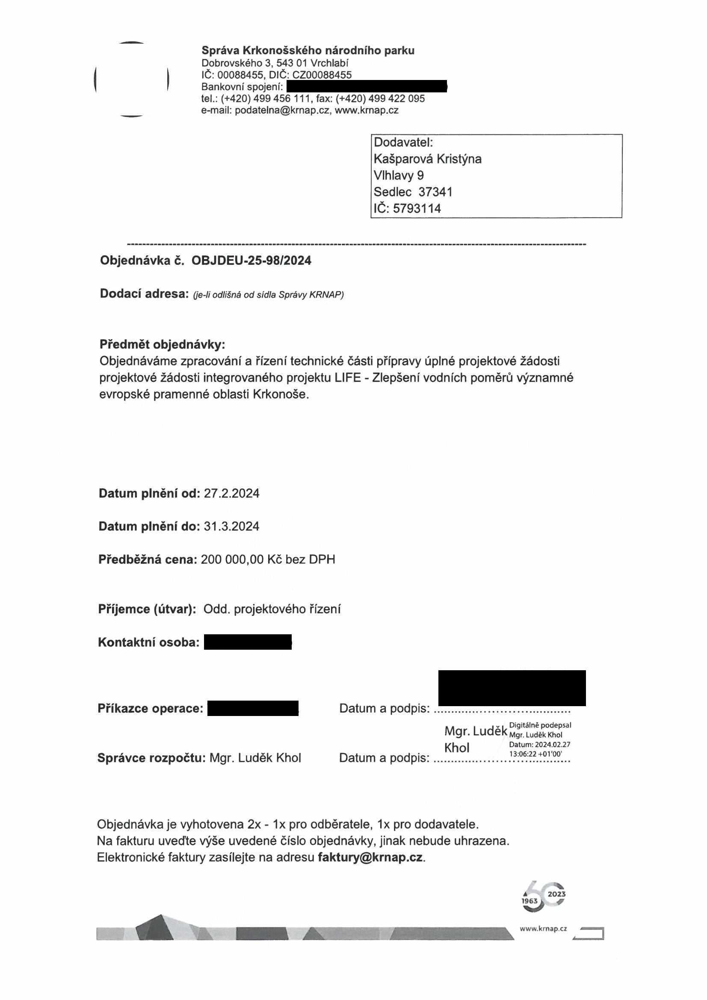 Správa Krkonošského národního parku
Dobrovského 3, 543 01 Vrchlabí
IČ: 00088455, DIČ: CZ00088455
Bankovní spojení:
tel.: (+420) 499 456 111, fax: (+420) 499 422 095
e-mail: podatelna@krnap.cz, www.krnap.cz
Dodavatel:
Kašparová Kristýna
Vlhlavy 9
Sedlec  37341
IČ: 5793114
Objednávka č.  OBJDEU-25-98/2024
Dodací adresa: (je-li odlišná od sídla Správy KRNAP)
Předmět objednávky:
Objednáváme zpracování a řízení technické části přípravy úplné projektové žádosti
projektové žádosti integrovaného projektu LIFE - Zlepšení vodních poměrů významné
evropské pramenné oblasti Krkonoše.
Datum plnění od: 27.2.2024
Datum plnění do: 31.3.2024
Předběžná cena: 200 000,00 Kč bez DPH
Příjemce (útvar):  Odd. projektového řízení
Kontaktní osoba:
Příkazce operace: Datum a podpis: ........................................
Mgr. Luděk Khol
Digitálně podepsal
Mgr. Luděk Khol
Datum: 2024.02.27
13:06:22 +01'00'
Správce rozpočtu: Mgr. Luděk Khol Datum a podpis: ........................................
Objednávka je vyhotovena 2x - 1x pro odběratele, 1x pro dodavatele.
Na fakturu uveďte výše uvedené číslo objednávky, jinak nebude uhrazena.
Elektronické faktury zasílejte na adresu faktury@krnap.cz.
60
1963 2023
www.krnap.cz